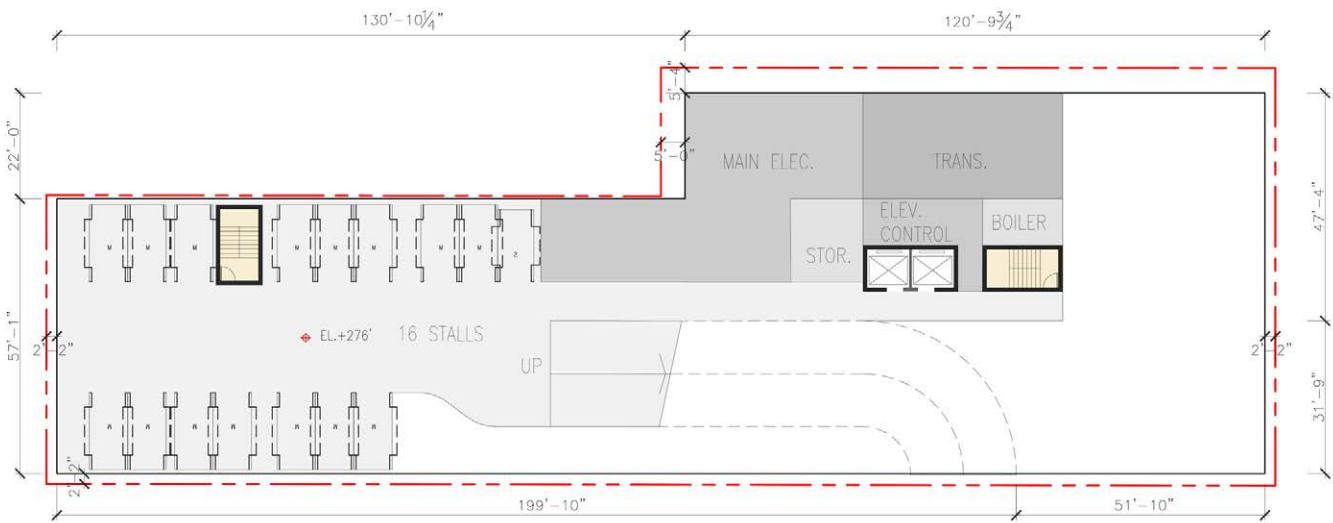 130'-10¼"
120'-9¾"
5'-4"
22'-0"
5'-0"
MAIN ELEC.
TRANS.
47'-4"
ELEV.
CONTROL
BOILER
STOR.
57'-1"
EL.+276'
16 STALLS
2'-2"
2'-2"
UP
31'-9"
2'-2"
199'-10"
51'-10"